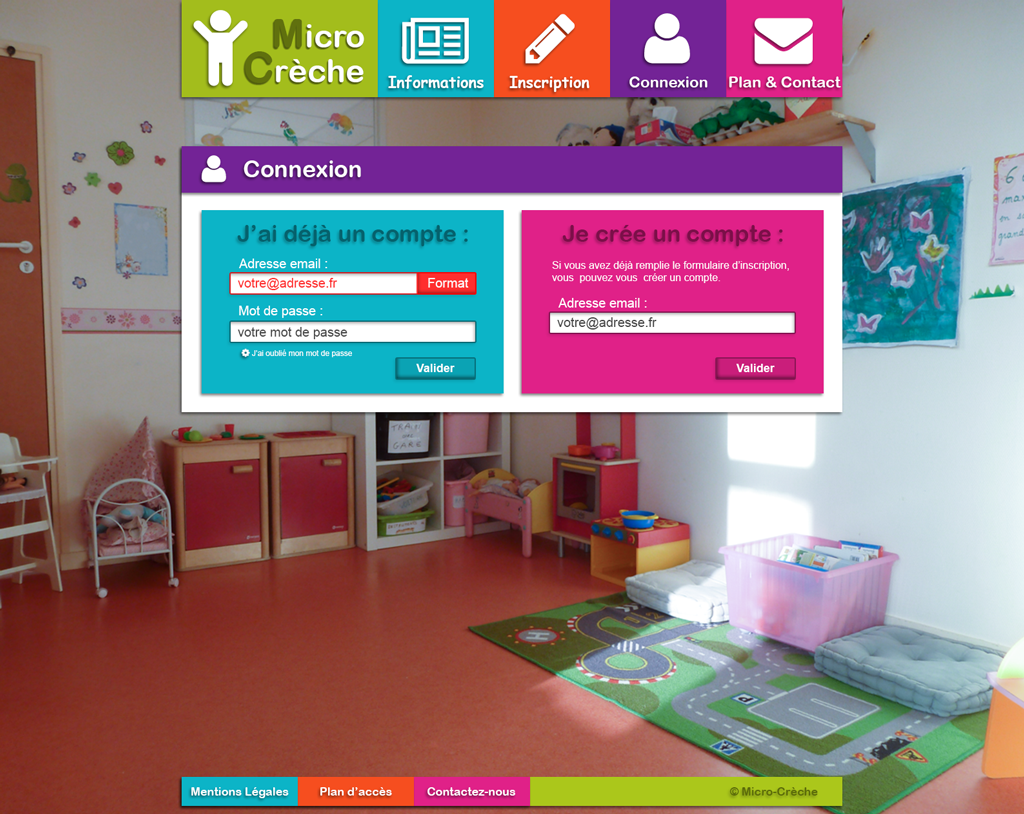 Micro
Crèche
Informations
Inscription
Connexion
Plan & Contact
Connexion
J'ai déjà un compte :
Adresse email :
votre@adresse.fr
Format
Mot de passe :
votre mot de passe
J'ai oublié mon mot de passe
Valider
Je crée un compte :
Si vous avez déjà remplie le formulaire d'inscription,
vous pouvez vous créer un compte.
Adresse email :
votre@adresse.fr
Valider
P
H
Mentions Légales
Plan d'accès
Contactez-nous
© Micro-Crèche